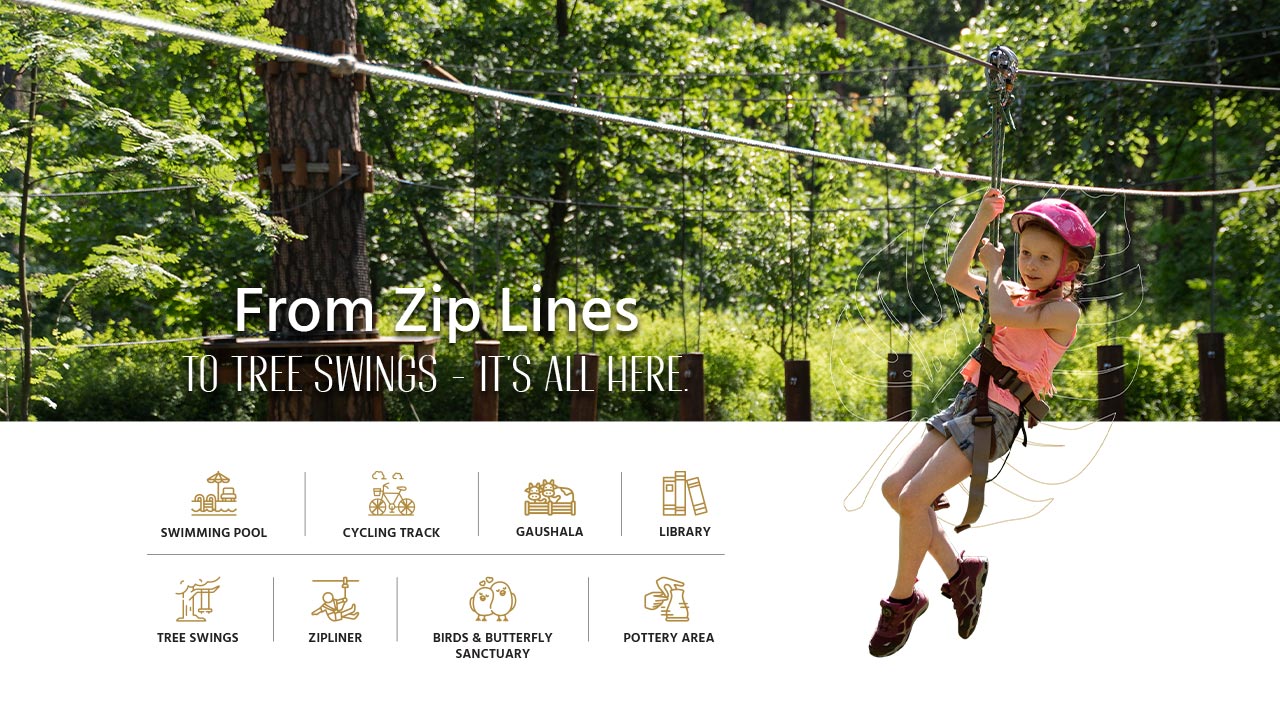 From Zip Lines
TO TREE SWINGS - IT'S ALL HERE.
SWIMMING POOL
CYCLING TRACK
GAUSHALA
LIBRARY
TREE SWINGS
ZIPLINER
BIRDS & BUTTERFLY
SANCTUARY
POTTERY AREA